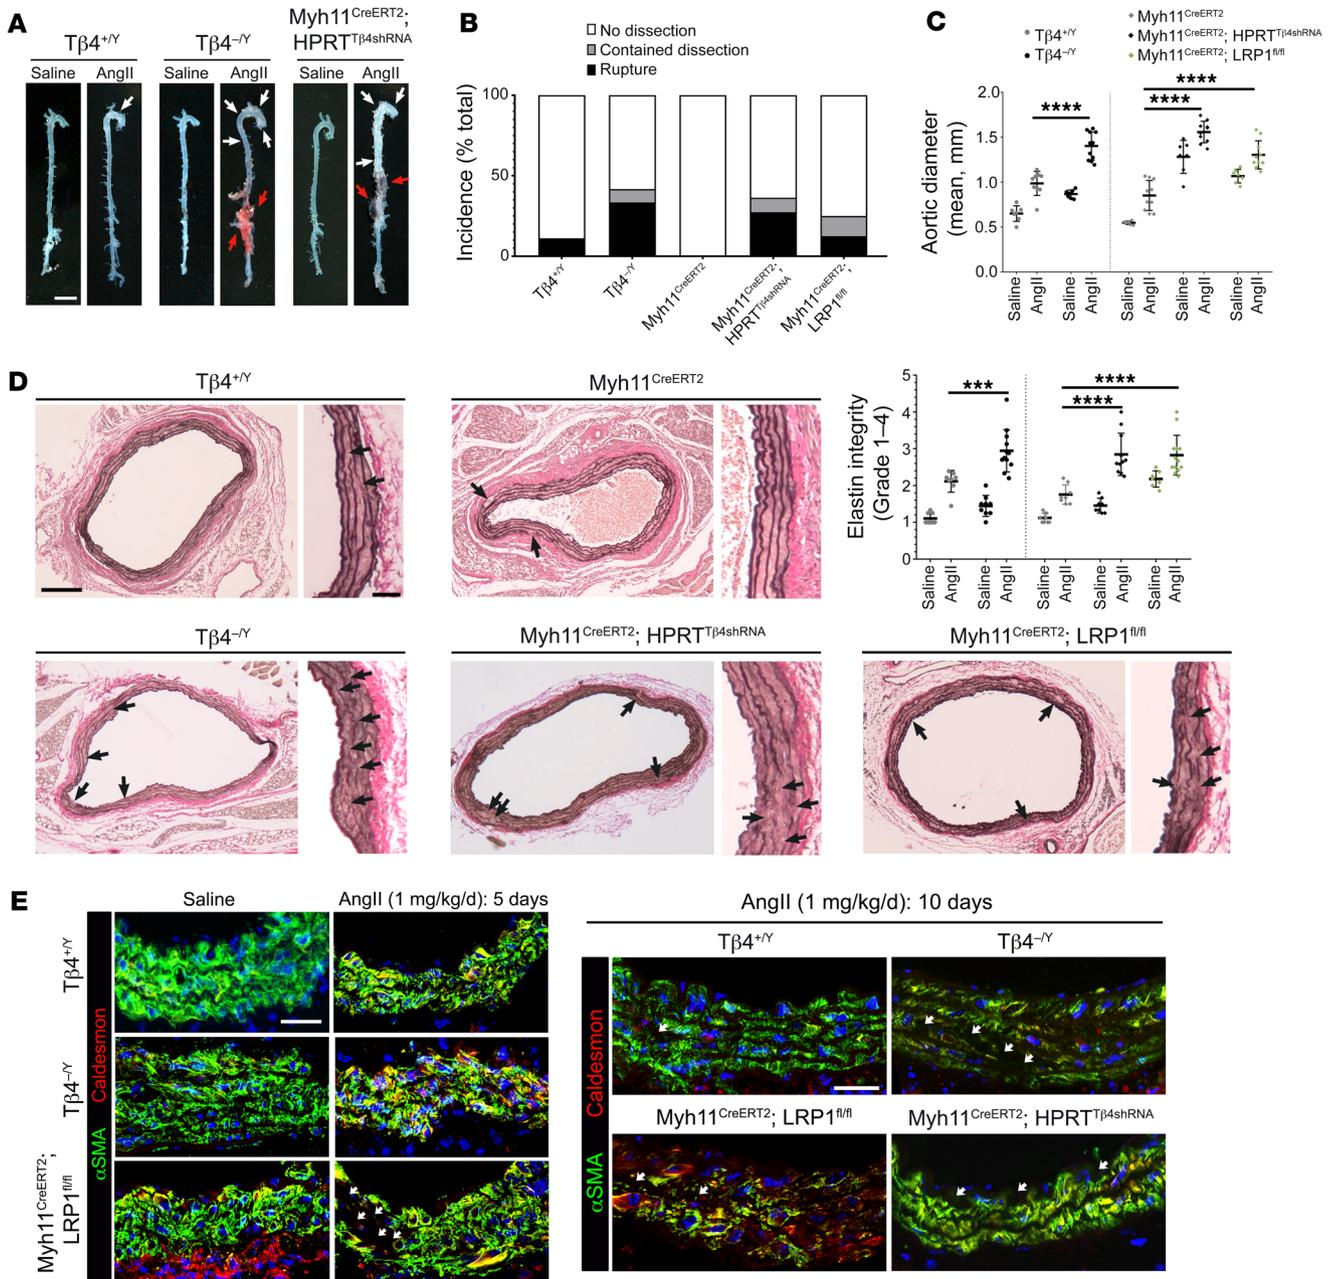 A
Tβ4+/Y
Tβ4–/Y
Myh11CreERT2;
HPRTTβ4shRNA
Saline
AngII
Saline
AngII
Saline
AngII
B
No dissection
Contained dissection
Rupture
Incidence (% total)
100
50
0
Tβ4+/Y
Tβ4–/Y
Myh11CreERT2
Myh11CreERT2;
HPRTTβ4shRNA
Myh11CreERT2;
LRP1fl/fl
C
Tβ4+/Y
Tβ4–/Y
Myh11CreERT2
Myh11CreERT2; HPRTTβ4shRNA
Myh11CreERT2; LRP1fl/fl
Aortic diameter
(mean, mm)
2.0
1.5
1.0
0.5
0.0
****
****
****
Saline
AngII
Saline
AngII
Saline
AngII
Saline
AngII
Saline
AngII
D
Tβ4+/Y
Myh11CreERT2
Elastin integrity
(Grade 1–4)
5
4
3
2
1
0
***
****
****
Saline
AngII
Saline
AngII
Saline
AngII
Saline
AngII
Saline
AngII
Tβ4–/Y
Myh11CreERT2; HPRTTβ4shRNA
Myh11CreERT2; LRP1fl/fl
E
Saline
AngII (1 mg/kg/d): 5 days
Tβ4+/Y
Tβ4–/Y
Myh11CreERT2;
LRP1fl/fl
αSMA Caldesmon
AngII (1 mg/kg/d): 10 days
Tβ4+/Y
Tβ4–/Y
Myh11CreERT2; LRP1fl/fl
Myh11CreERT2; HPRTTβ4shRNA
αSMA Caldesmon